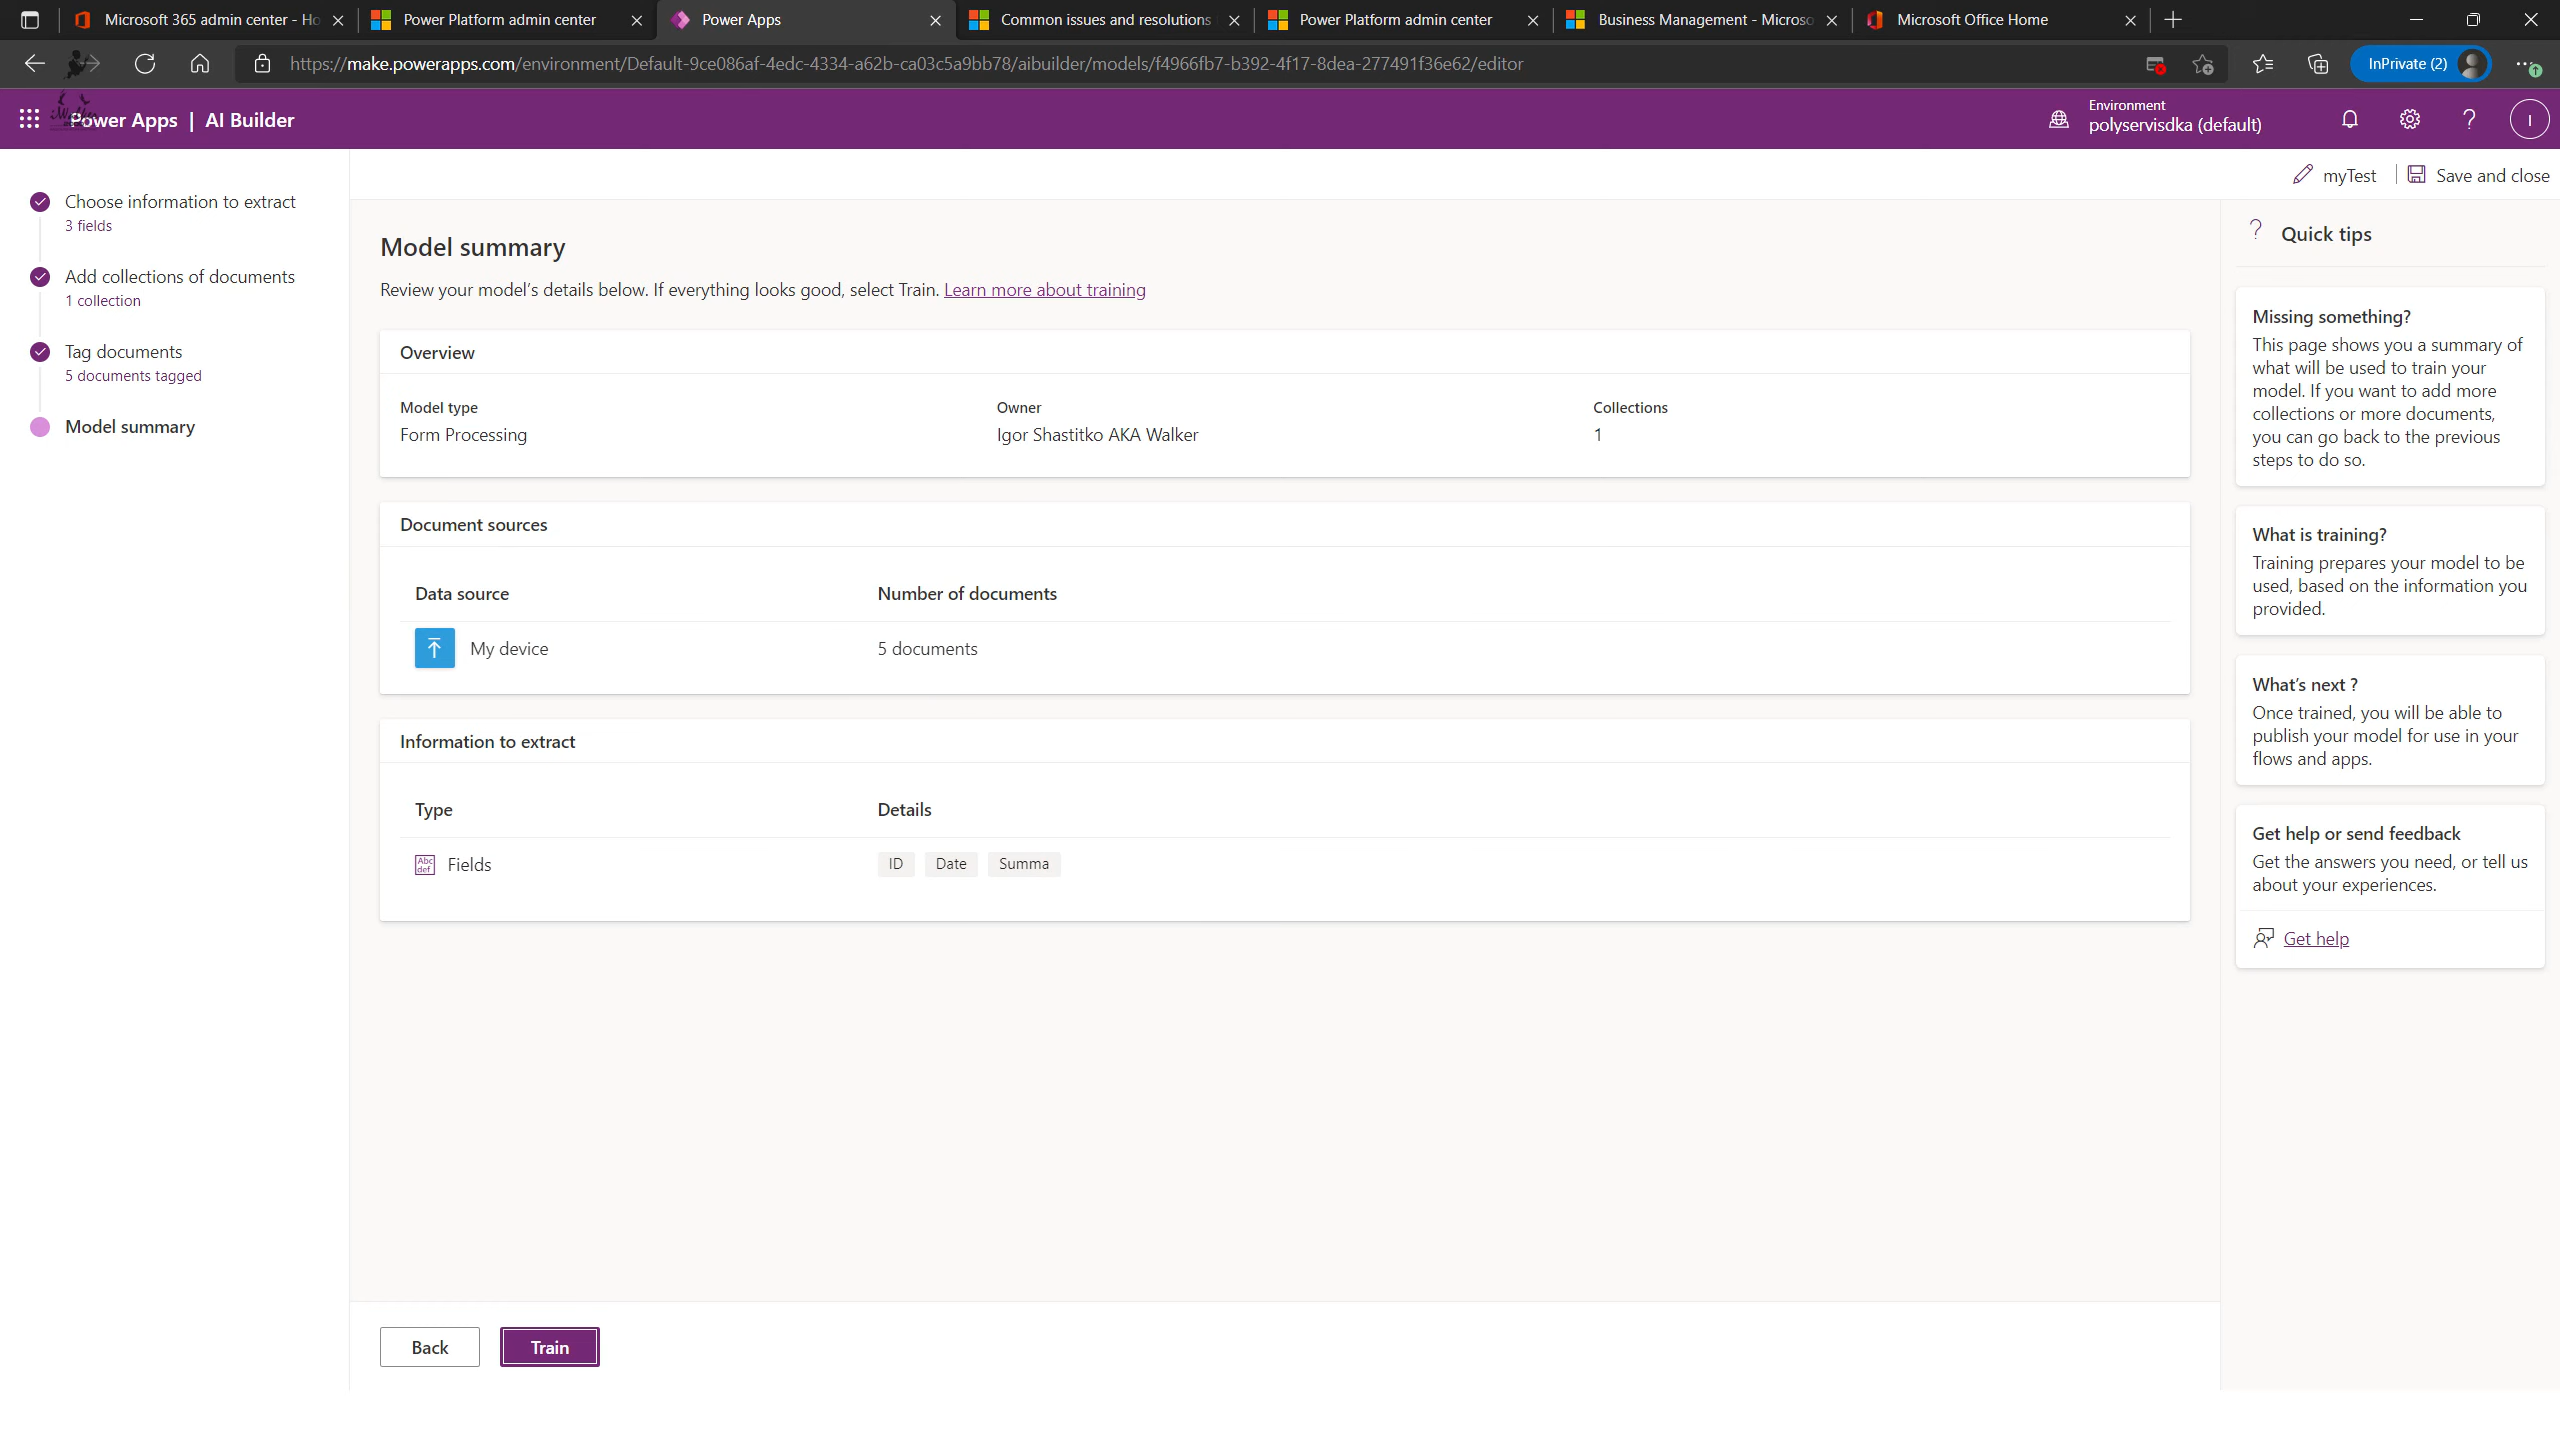 Microsoft 365 admin center - Ho
Power Platform admin center
Power Apps
Common issues and resolutions
Power Platform admin center
Business Management - Microso
Microsoft Office Home
https://make.powerapps.com/environment/Default-9ce086af-4edc-4334-a62b-ca03c5a9bb78/aibuilder/models/f4966fb7-b392-4f17-8dea-277491f36e62/editor
InPrivate (2)
Power Apps | AI Builder
Environment
polyservisdka (default)
I
myTest
Save and close
Choose information to extract
3 fields
Add collections of documents
1 collection
Tag documents
5 documents tagged
Model summary
Model summary
Review your model's details below. If everything looks good, select Train. Learn more about training
Overview
Model type
Owner
Collections
Form Processing
Igor Shastitko AKA Walker
1
Document sources
Data source
Number of documents
My device
5 documents
Information to extract
Type
Details
Abc
def
Fields
ID
Date
Summa
Back
Train
Quick tips
Missing something?
This page shows you a summary of
what will be used to train your
model. If you want to add more
collections or more documents,
you can go back to the previous
steps to do so.
What is training?
Training prepares your model to be
used, based on the information you
provided.
What's next ?
Once trained, you will be able to
publish your model for use in your
flows and apps.
Get help or send feedback
Get the answers you need, or tell us
about your experiences.
Get help